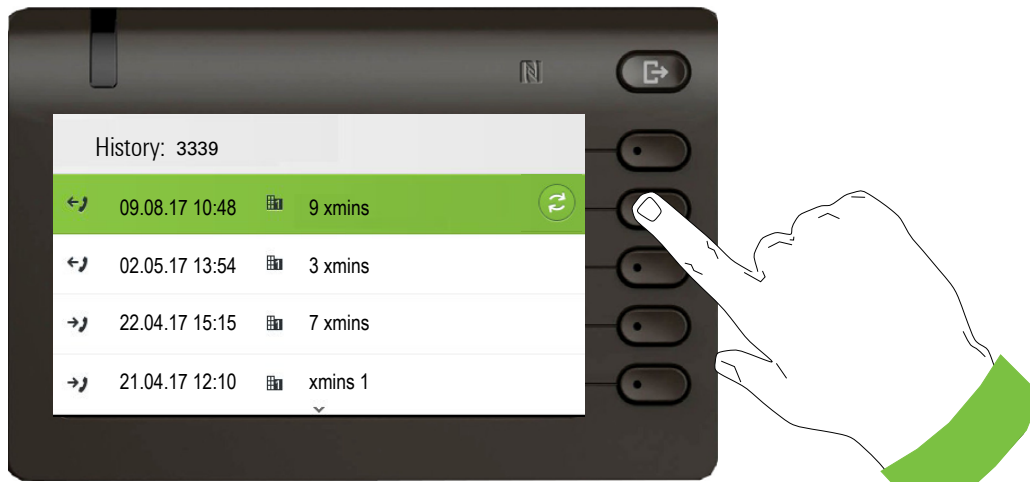 History: 3339
09.08.17 10:48 9 xmins
02.05.17 13:54 3 xmins
22.04.17 15:15 7 xmins
21.04.17 12:10 xmins 1